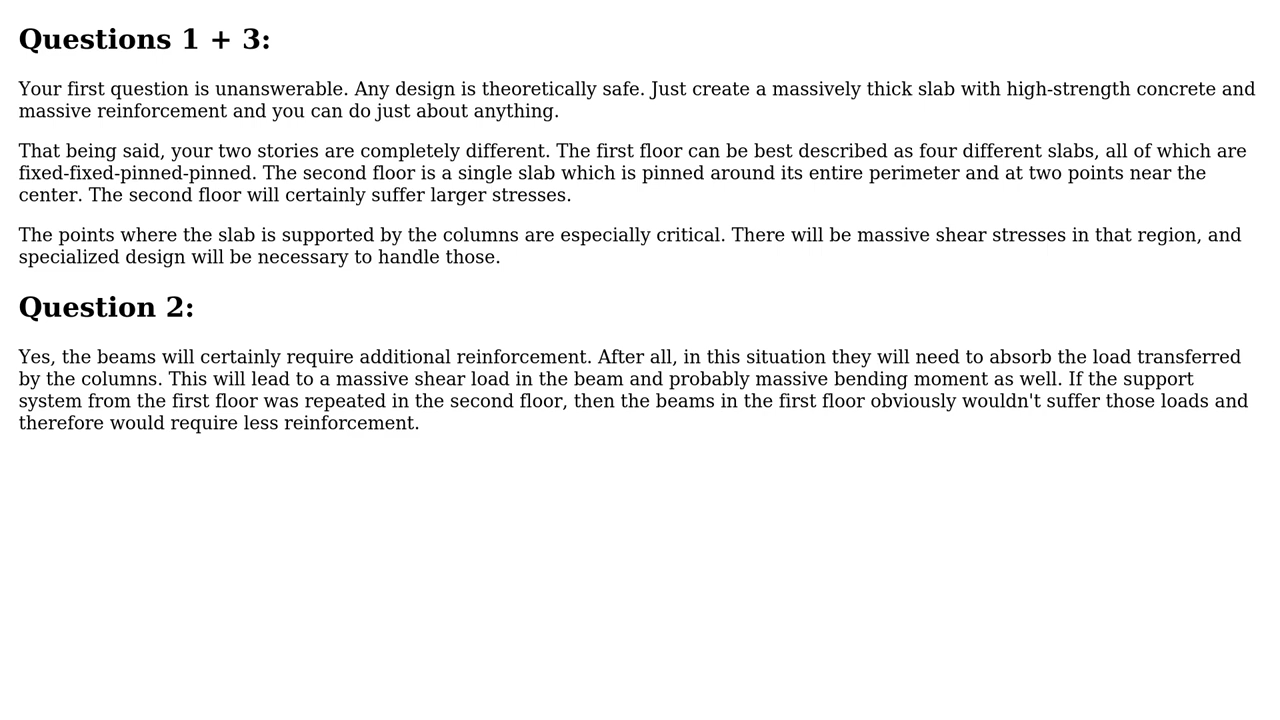 Questions 1 + 3:
Your first question is unanswerable. Any design is theoretically safe. Just create a massively thick slab with high-strength concrete and
massive reinforcement and you can do just about anything.
That being said, your two stories are completely different. The first floor can be best described as four different slabs, all of which are
fixed-fixed-pinned-pinned. The second floor is a single slab which is pinned around its entire perimeter and at two points near the
center. The second floor will certainly suffer larger stresses.
The points where the slab is supported by the columns are especially critical. There will be massive shear stresses in that region, and
specialized design will be necessary to handle those.
Question 2:
Yes, the beams will certainly require additional reinforcement. After all, in this situation they will need to absorb the load transferred
by the columns. This will lead to a massive shear load in the beam and probably massive bending moment as well. If the support
system from the first floor was repeated in the second floor, then the beams in the first floor obviously wouldn't suffer those loads and
therefore would require less reinforcement.